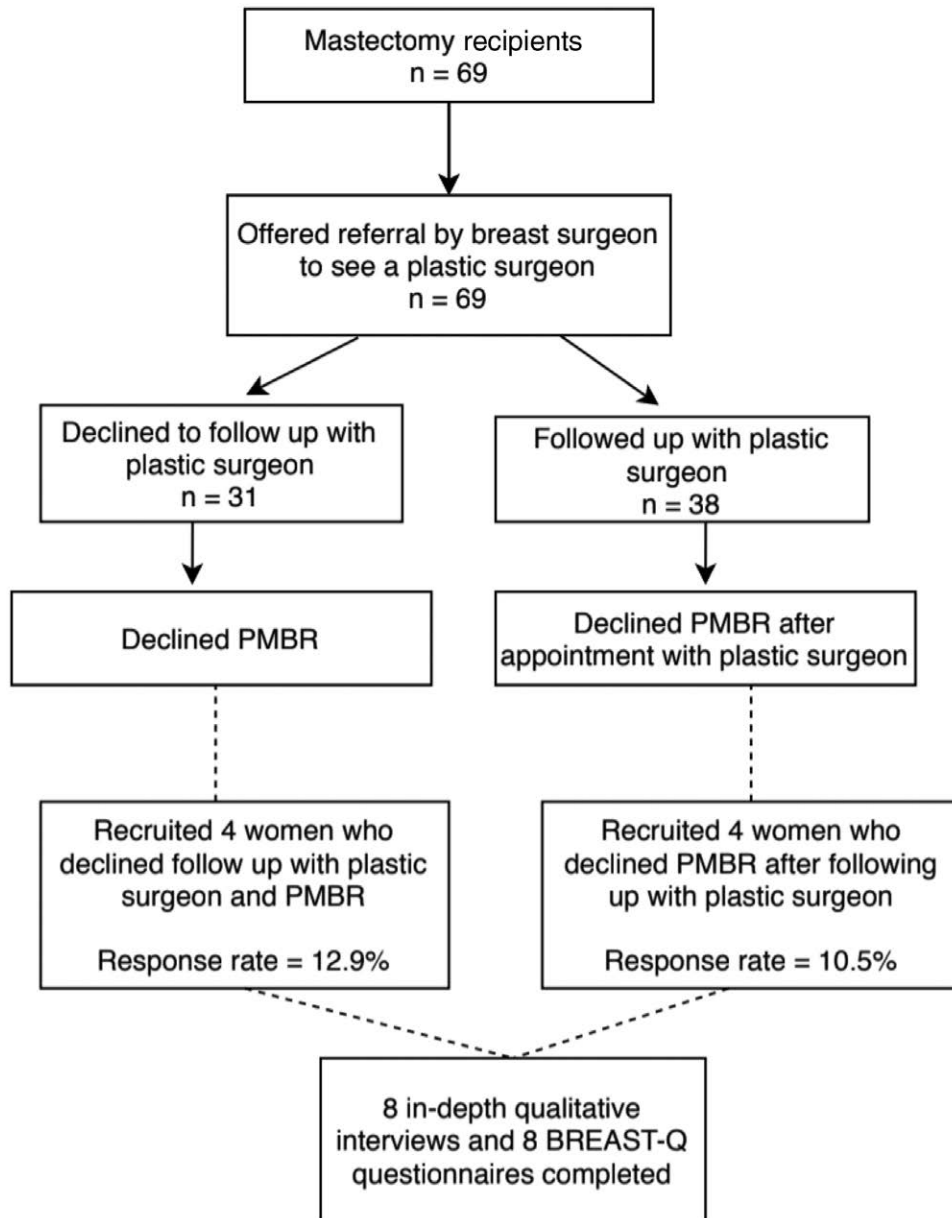 Mastectomy recipients
n = 69
Offered referral by breast surgeon
to see a plastic surgeon
n = 69
Declined to follow up with
plastic surgeon
n = 31
Followed up with plastic
surgeon
n = 38
Declined PMBR
Declined PMBR after
appointment with plastic surgeon
Recruited 4 women who
declined follow up with plastic
surgeon and PMBR
Response rate = 12.9%
Recruited 4 women who
declined PMBR after following
up with plastic surgeon
Response rate = 10.5%
8 in-depth qualitative
interviews and 8 BREAST-Q
questionnaires completed